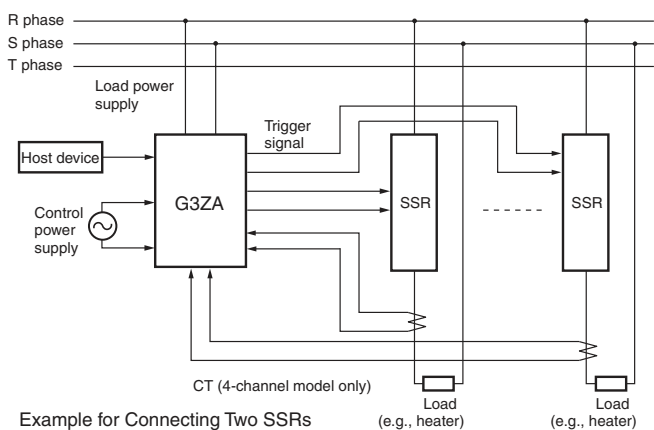 R phase
S phase
T phase
Load power
supply
Trigger
signal
Host device
G3ZA
SSR
SSR
Control
power
supply
CT (4-channel model only)
Load
(e.g., heater)
Load
(e.g., heater)
Example for Connecting Two SSRs